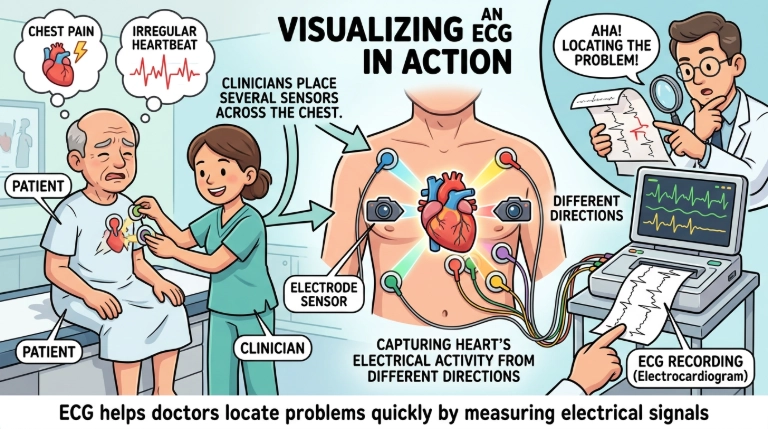 CHEST PAIN
IRREGULAR
HEARTBEAT
VISUALIZING AN ECG
IN ACTION
AHA!
LOCATING THE
PROBLEM!
CLINICIANS PLACE
SEVERAL SENSORS
ACROSS THE CHEST.
PATIENT
DIFFERENT
DIRECTIONS
ELECTRODE
SENSOR
PATIENT
CLINICIAN
CAPTURING HEART'S
ELECTRICAL ACTIVITY FROM
DIFFERENT DIRECTIONS
ECG RECORDING
(Electrocardiogram)
ECG helps doctors locate problems quickly by measuring electrical signals